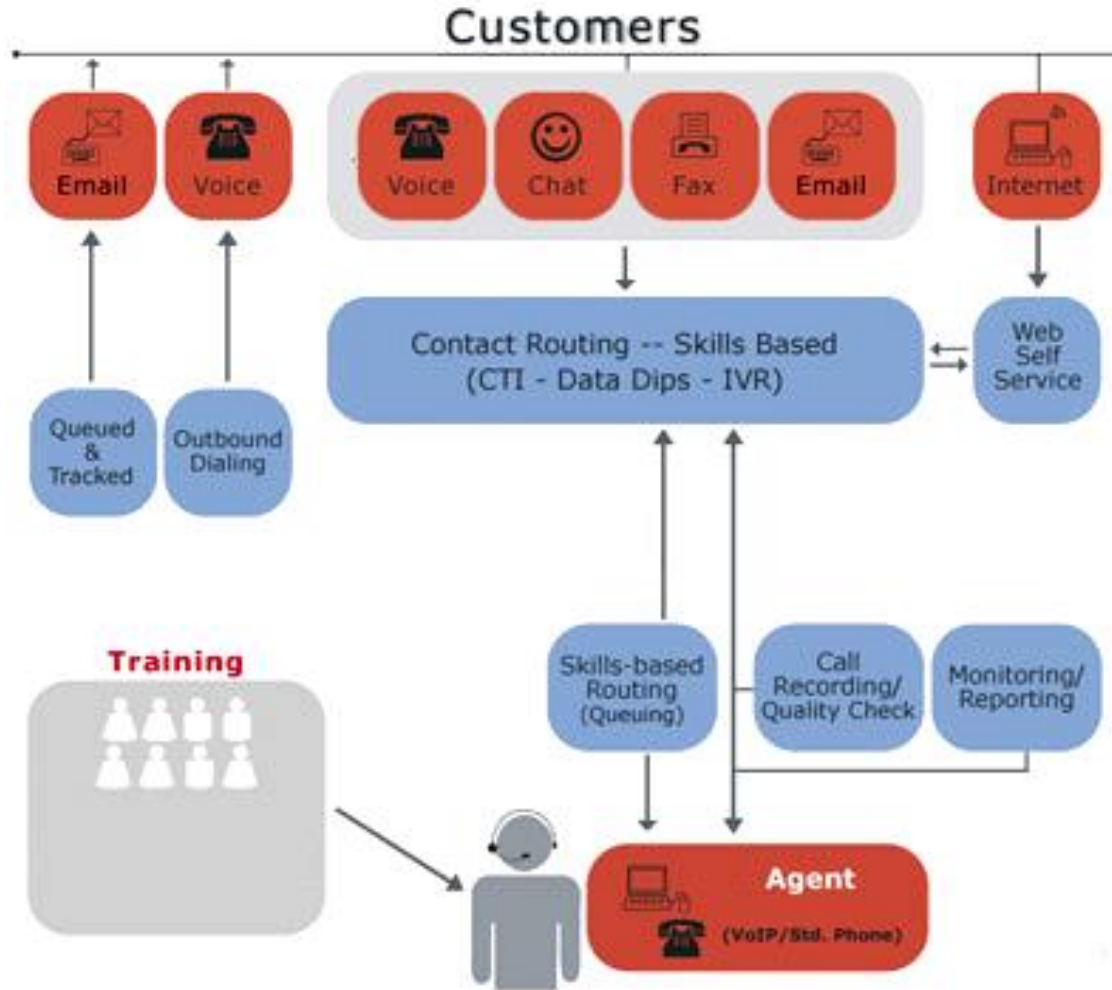 Customers
Email
Voice
Voice
Chat
Fax
Email
Internet
Contact Routing -- Skills Based
(CTI - Data Dips - IVR)
Web
Self
Service
Queued
&
Tracked
Outbound
Dialing
Training
Skills-based
Routing
(Queuing)
Call
Recording/
Quality Check
Monitoring/
Reporting
Agent
(VoIP/Std. Phone)